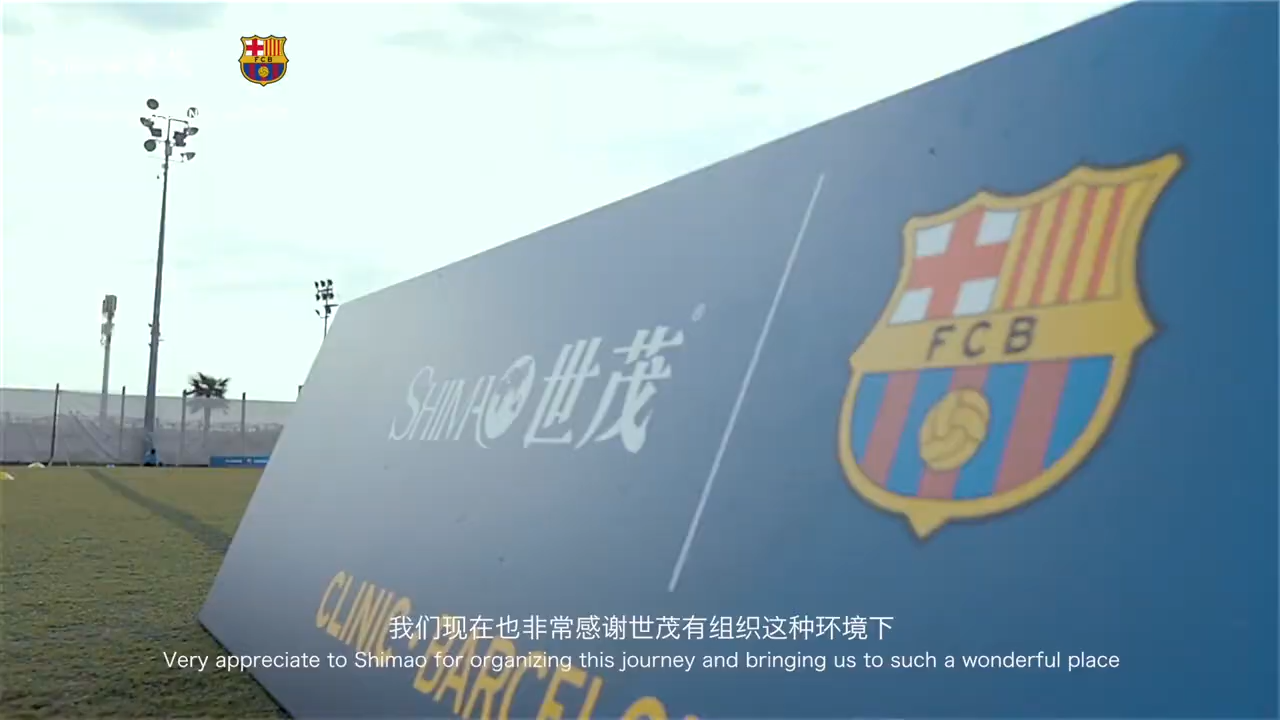 FCB
SHIMAO世茂®
FCB
CLINIC · BARCELO
我们现在也非常感谢世茂有组织这种环境下
Very appreciate to Shimao for organizing this journey and bringing us to such a wonderful place